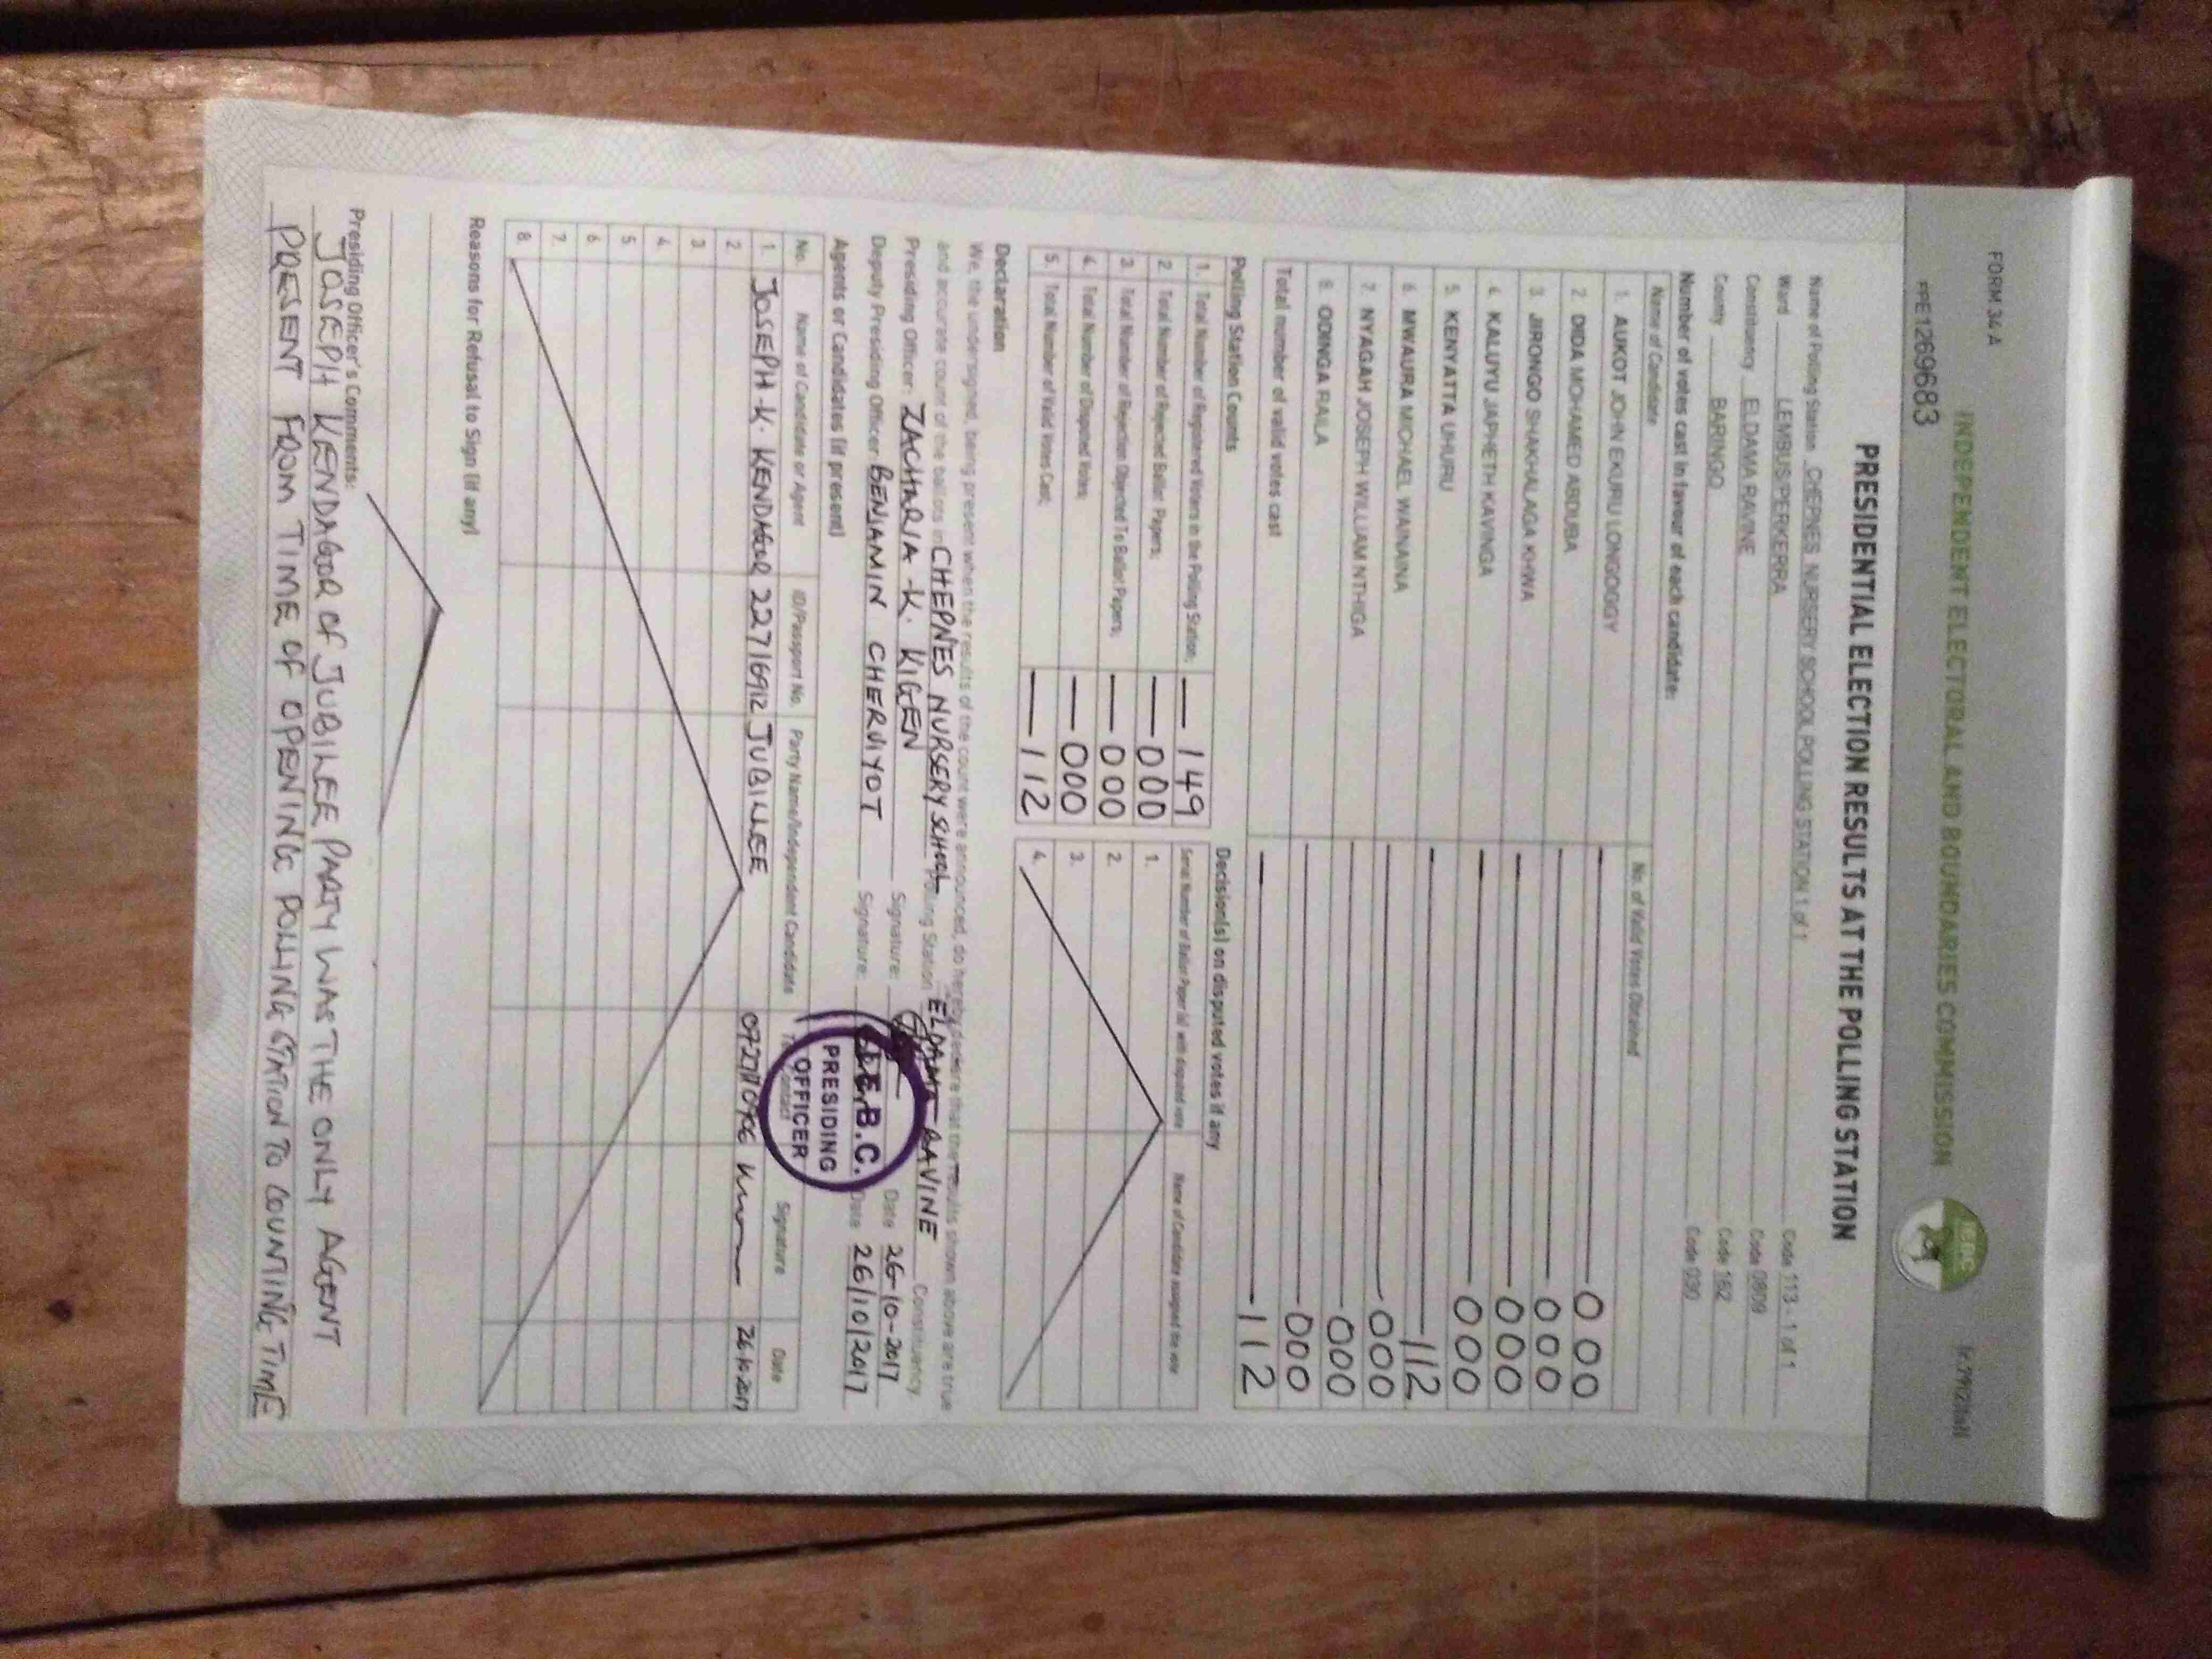 FORM 34 A
INDEPENDENT ELECTORAL AND BOUNDARIES COMMISSION
PPE1269683
PRESIDENTIAL ELECTION RESULTS AT THE POLLING STATION
Name of Polling Station CHEPNES NURSERY SCHOOL POLLING STATION 1 of 1 Code 113 - 1 of 1
Ward LEMBUS/PERKERRA Code 0809
Constituency ELDAMA RAVINE Code 162
County BARINGO Code 030
Number of votes cast in favour of each candidate:
Name of Candidate No. of Valid Votes Obtained
1. AUKOT JOHN EKURU LONGOGGY 000
2 DIDA MOHAMED ABDUBA 000
3. JIRONGO SHAKHALAGA KHWA 000
4. KALUYU JAPHETH KAVINGA 000
5. KENYATTA UHURU 112
6. MWAURA MICHAEL WAINAINA 000
7. NYAGAH JOSEPH WILLIAM NTHIGA 000
8. ODINGA RAILA 000
Total number of valid votes cast 112
Polling Station Counts
1. Total Number of Registered Voters in the Polling Station; 149
2. Total Number of Rejected Ballot Papers; 000
3. Total Number of Rejection Objected To Ballot Papers; 000
4. Total Number of Disputed Votes; 000
5. Total Number of Valid Votes Cast; 112
Decision(s) on disputed votes if any
Serial Number of Ballot Paper (s) with disputed vote Name of Candidate assigned the vote
1.
2.
3.
4.
Declaration
We, the undersigned, being present when the results of the count were announced, do hereby declare that the results shown above are true
and accurate count of the ballots in CHEPNES NURSERY SCHOOL Polling Station ELDAMA RAVINE Constituency
Presiding Officer: ZACHARIA K. KIGEN Signature: Date 26-10-2017
Deputy Presiding Officer: BENJAMIN CHERUIYOT Signature: Date 26/10/2017
I.E.B.C.
PRESIDING
OFFICER
Agents or Candidates (if present)
No. Name of Candidate or Agent ID/Passport No. Party Name/Independent Candidate Signature Date
1. JOSEPH K. KENDAGOR 22716912 JUBILEE 26-10-2017
2.
3.
4.
5.
6.
7.
8.
Reasons for Refusal to Sign (if any)
Presiding Officer's Comments:
JOSEPH KENDAGOR OF JUBILEE PARTY WAS THE ONLY AGENT
PRESENT FROM TIME OF OPENING POLLING STATION TO COUNTING TIME